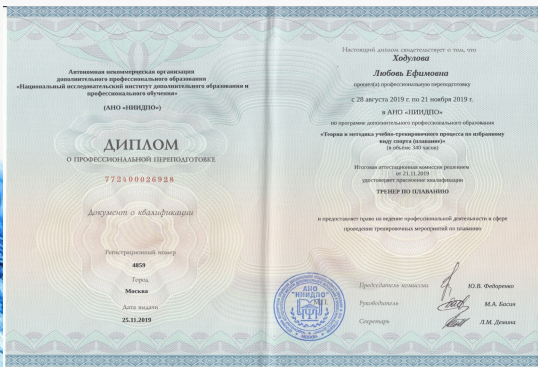 Автономная некоммерческая организация
дополнительного профессионального образования
«Национальный исследовательский институт дополнительного образования и
профессионального обучения»
(АНО «НИИДПО»)
ДИПЛОМ
О ПРОФЕССИОНАЛЬНОЙ ПЕРЕПОДГОТОВКЕ
772400026928
Документ о квалификации
Регистрационный номер
4859
Город
Москва
Дата выдачи
25.11.2019
Настоящий диплом свидетельствует о том, что
Ходулова
Любовь Ефимовна
прошел(а) профессиональную переподготовку
с 28 августа 2019 г. по 21 ноября 2019 г.
в АНО «НИИДПО»
по программе дополнительного профессионального образования
«Теория и методика учебно-тренировочного процесса по избранному
виду спорта (плавание)»
(в объёме 340 часов)
Итоговая аттестационная комиссия решением
от 21.11.2019
удостоверяет присвоение квалификации
ТРЕНЕР ПО ПЛАВАНИЮ
и предоставляет право на ведение профессиональной деятельности в сфере
проведения тренировочных мероприятий по плаванию
Председатель комиссии Ю.В. Федоренко
Руководитель М.А. Басин
Секретарь Л.М. Демина
АНО
"НИИДПО"
МОСКВА